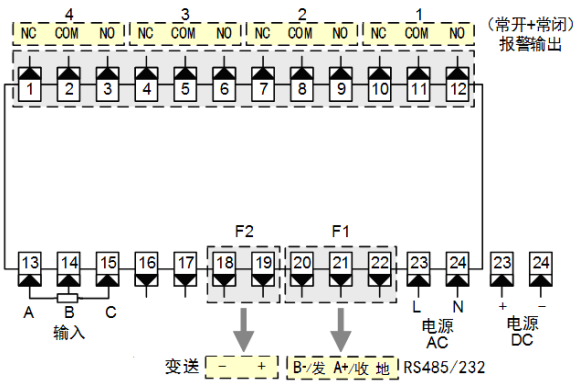 4 3 2 1
NC COM NO NC COM NO NC COM NO NC COM NO
(常开+常闭)
报警输出
1 2 3 4 5 6 7 8 9 10 11 12
F2 F1
13 14 15 16 17 18 19 20 21 22 23 24 23 24
A B C L N + −
输入
电源
AC
电源
DC
变送 − + B-/发 A+/收 地 RS485/232